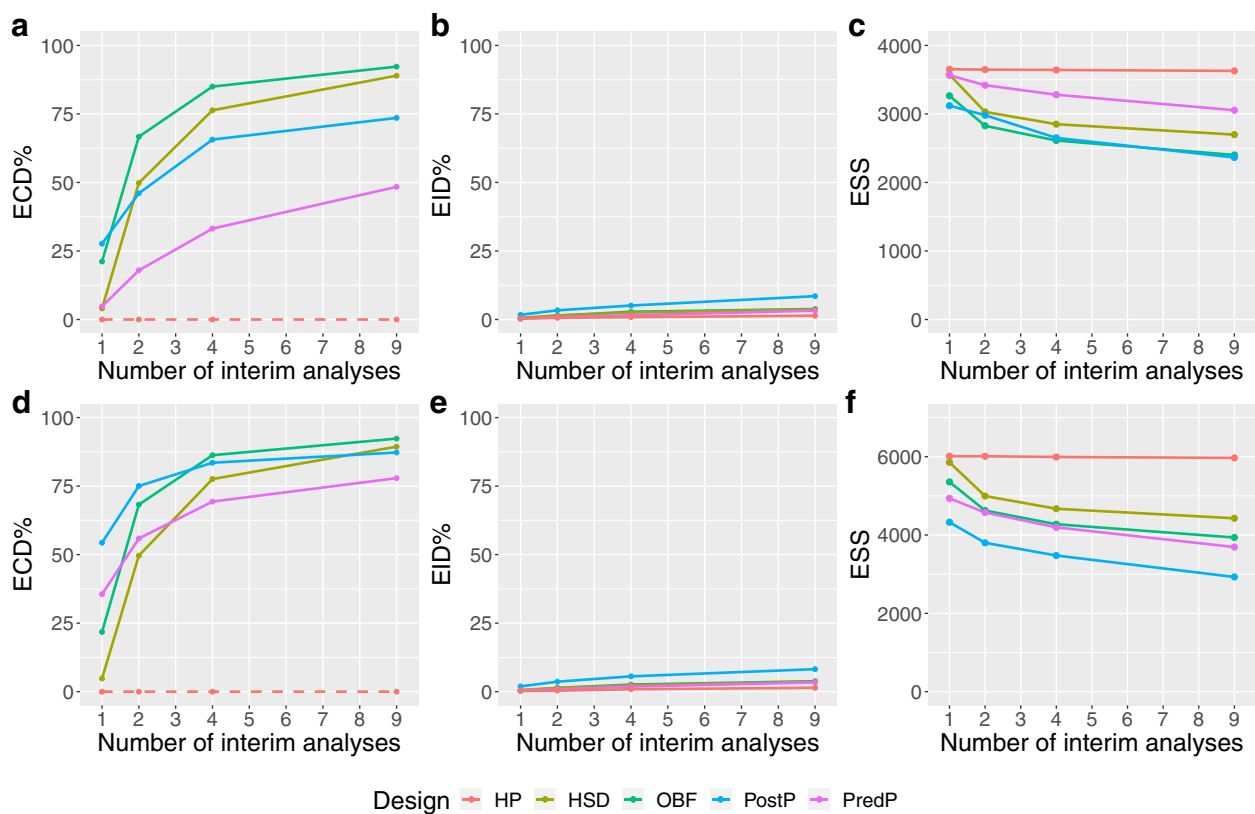 a
ECD%
100
75
50
25
0
1 2 3 4 5 6 7 8 9
Number of interim analyses
b
EID%
100
75
50
25
0
1 2 3 4 5 6 7 8 9
Number of interim analyses
c
ESS
4000
3000
2000
1000
0
1 2 3 4 5 6 7 8 9
Number of interim analyses
d
ECD%
100
75
50
25
0
1 2 3 4 5 6 7 8 9
Number of interim analyses
e
EID%
100
75
50
25
0
1 2 3 4 5 6 7 8 9
Number of interim analyses
f
ESS
6000
4000
2000
0
1 2 3 4 5 6 7 8 9
Number of interim analyses
Design HP HSD OBF PostP PredP